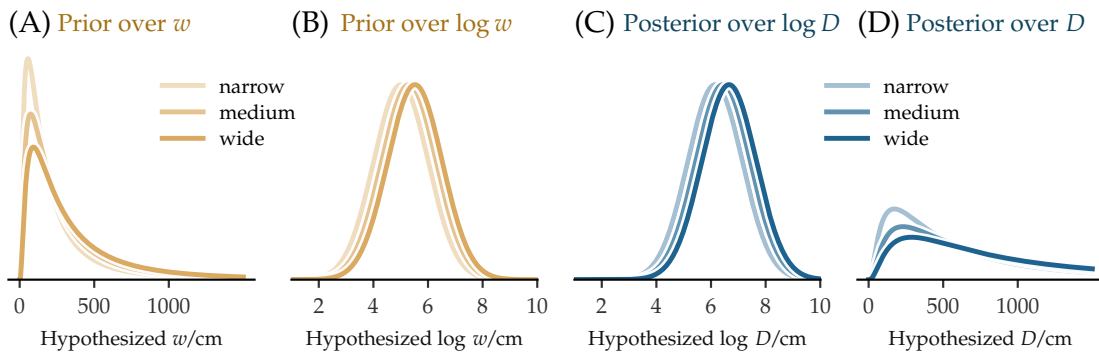 (A) Prior over w
narrow
medium
wide
0 500 1000
Hypothesized w/cm
(B) Prior over log w
2 4 6 8 10
Hypothesized log w/cm
(C) Posterior over log D
narrow
medium
wide
2 4 6 8 10
Hypothesized log D/cm
(D) Posterior over D
0 500 1000
Hypothesized D/cm